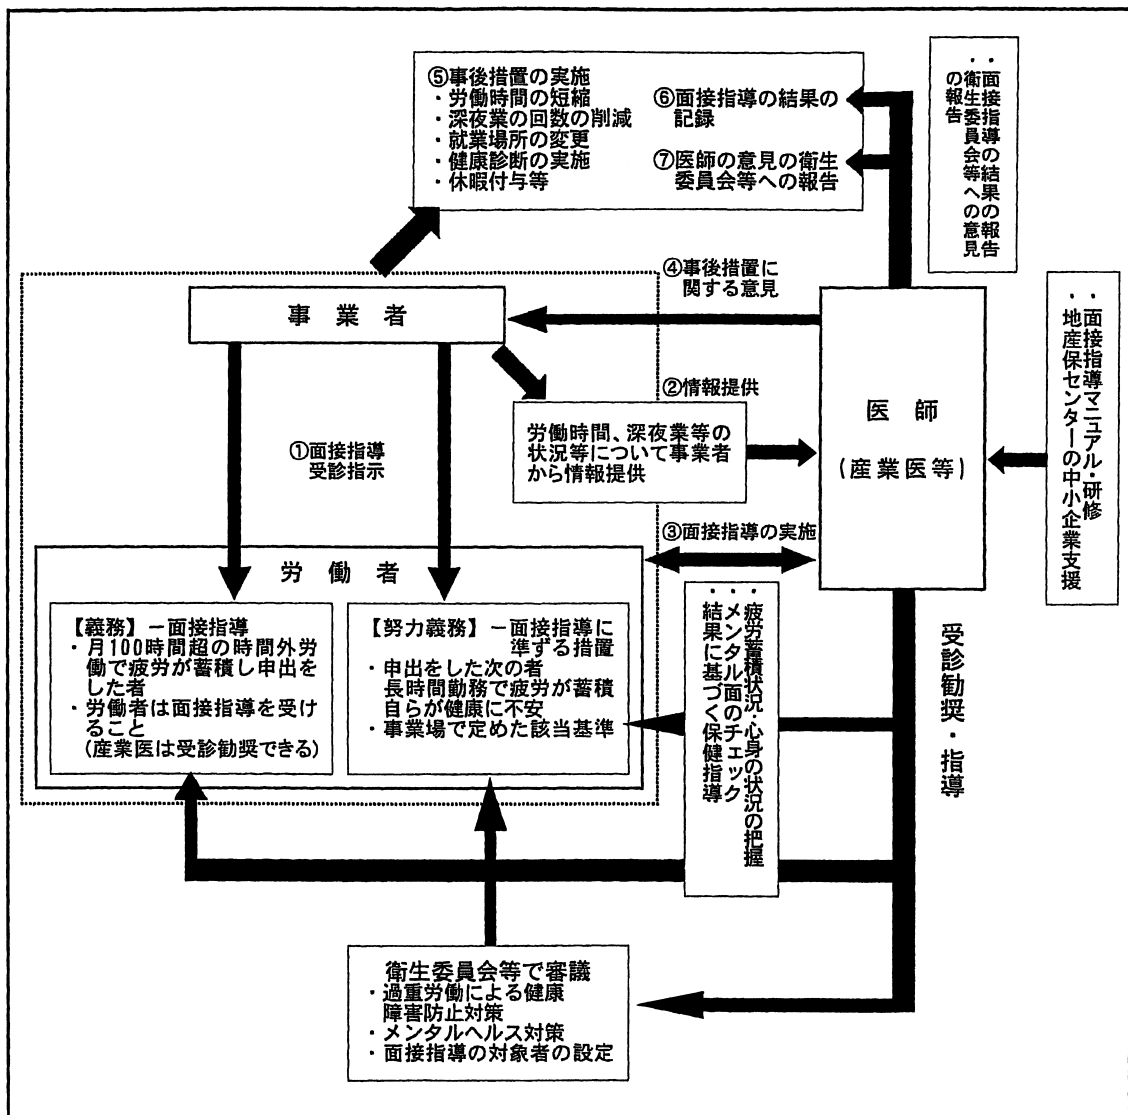 ⑤事後措置の実施
・労働時間の短縮
・深夜業の回数の削減
・就業場所の変更
・健康診断の実施
・休暇付与等
⑥面接指導の結果の
記録
⑦医師の意見の衛生
委員会等への報告
・面接指導の結果の報告
・衛生委員会等への意見
の報告
④事後措置に
関する意見
事業者
②情報提供
労働時間、深夜業等の
状況等について事業者
から情報提供
医師
(産業医等)
・面接指導マニュアル・研修
・地産保センターの中小企業支援
①面接指導
受診指示
③面接指導の実施
労働者
【義務】－面接指導
・月100時間超の時間外労
働で疲労が蓄積し申出を
した者
・労働者は面接指導を受け
ること
(産業医は受診勧奨できる)
【努力義務】－面接指導に
準ずる措置
・申出をした次の者
長時間勤務で疲労が蓄積
自らが健康に不安
・事業場で定めた該当基準
・疲労蓄積状況・心身の状況の把握
・メンタル面のチェック
・結果に基づく保健指導
受診勧奨・指導
衛生委員会等で審議
・過重労働による健康
障害防止対策
・メンタルヘルス対策
・面接指導の対象者の設定